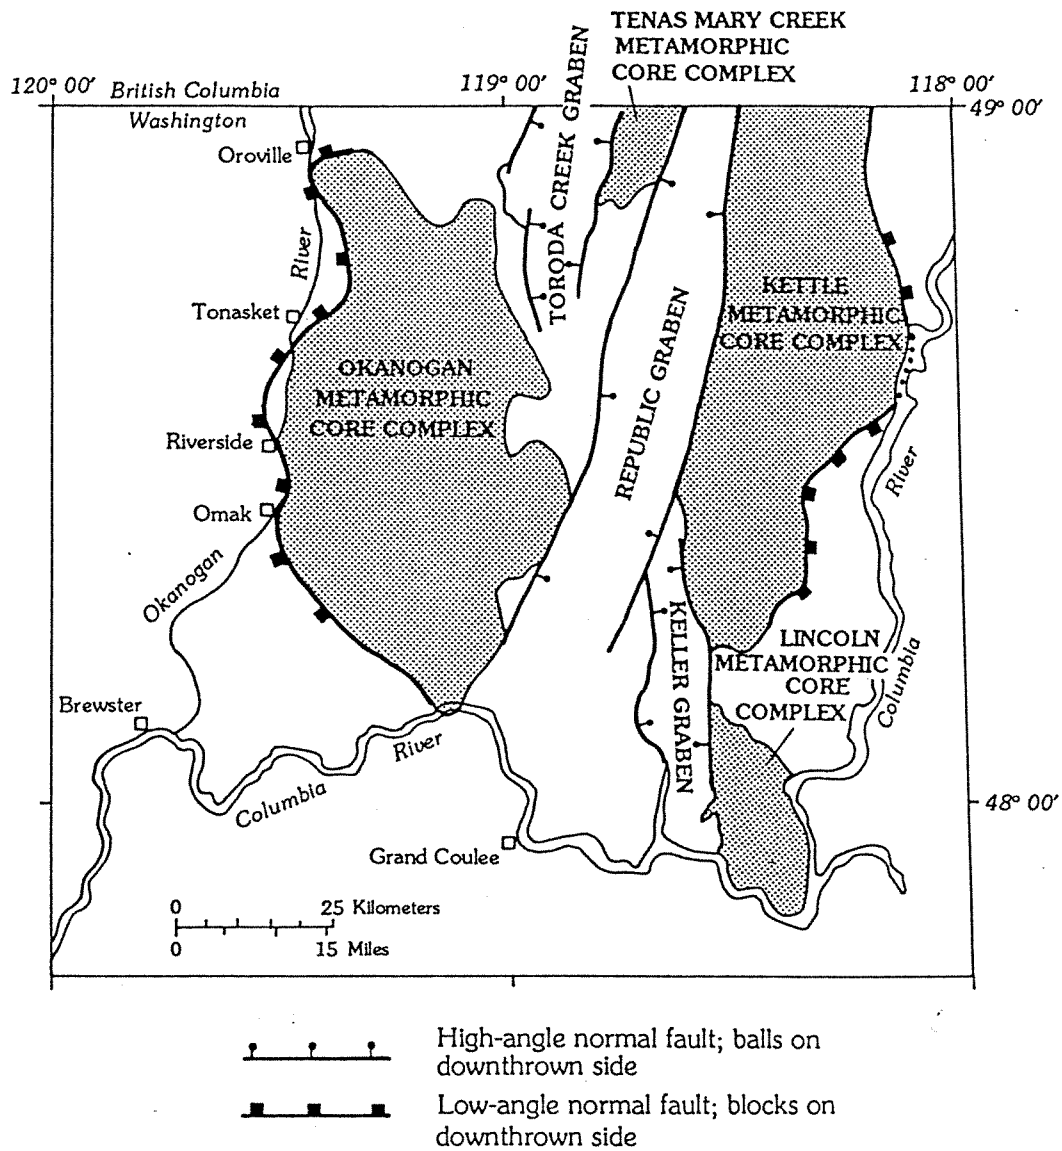 TENAS MARY CREEK
METAMORPHIC
CORE COMPLEX
120° 00′
British Columbia
Washington
119° 00′
118° 00′
49° 00′
Oroville
TORODA CREEK GRABEN
River
Tonasket
OKANOGAN
METAMORPHIC
CORE COMPLEX
REPUBLIC GRABEN
KETTLE
METAMORPHIC
CORE COMPLEX
Riverside
River
Omak
Okanogan
KELLER GRABEN
LINCOLN
METAMORPHIC
CORE
COMPLEX
Columbia
Brewster
River
Columbia
48° 00′
Grand Coulee
0 25 Kilometers
0 15 Miles
High-angle normal fault; balls on
downthrown side
Low-angle normal fault; blocks on
downthrown side